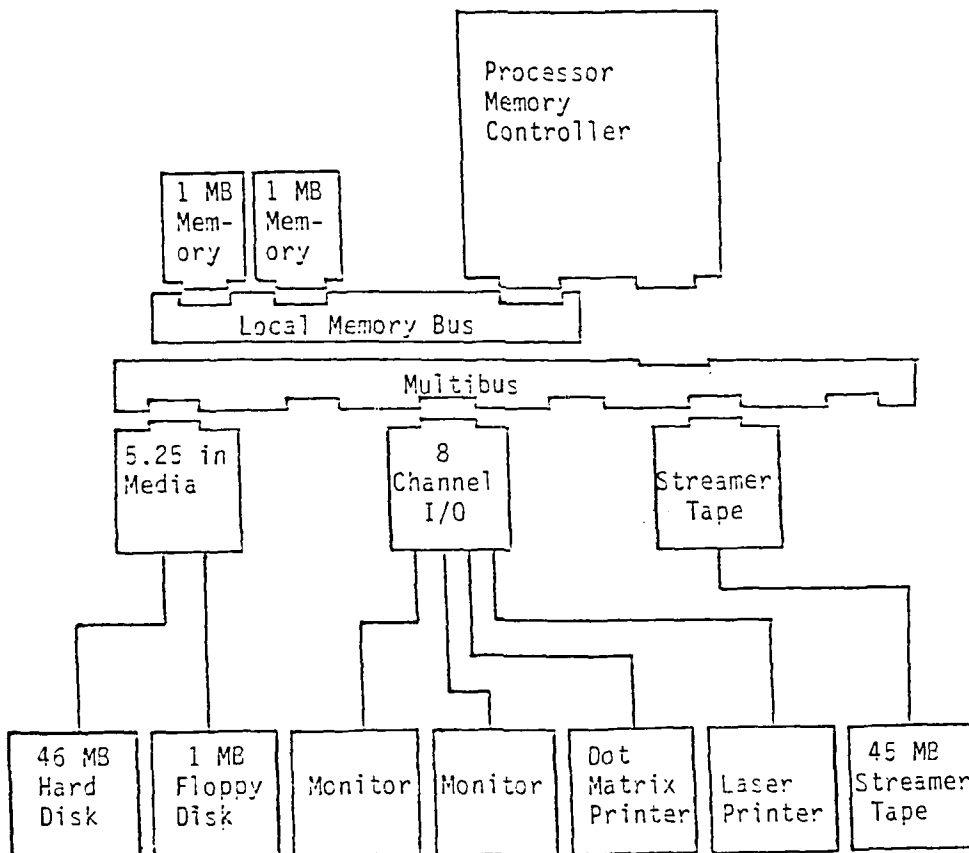 Processor
Memory
Controller
1 MB
Mem-
ory
1 MB
Mem-
ory
Local Memory Bus
Multibus
5.25 in
Media
8
Channel
I/O
Streamer
Tape
46 MB
Hard
Disk
1 MB
Floppy
Disk
Monitor
Monitor
Dot
Matrix
Printer
Laser
Printer
45 MB
Streamer
Tape